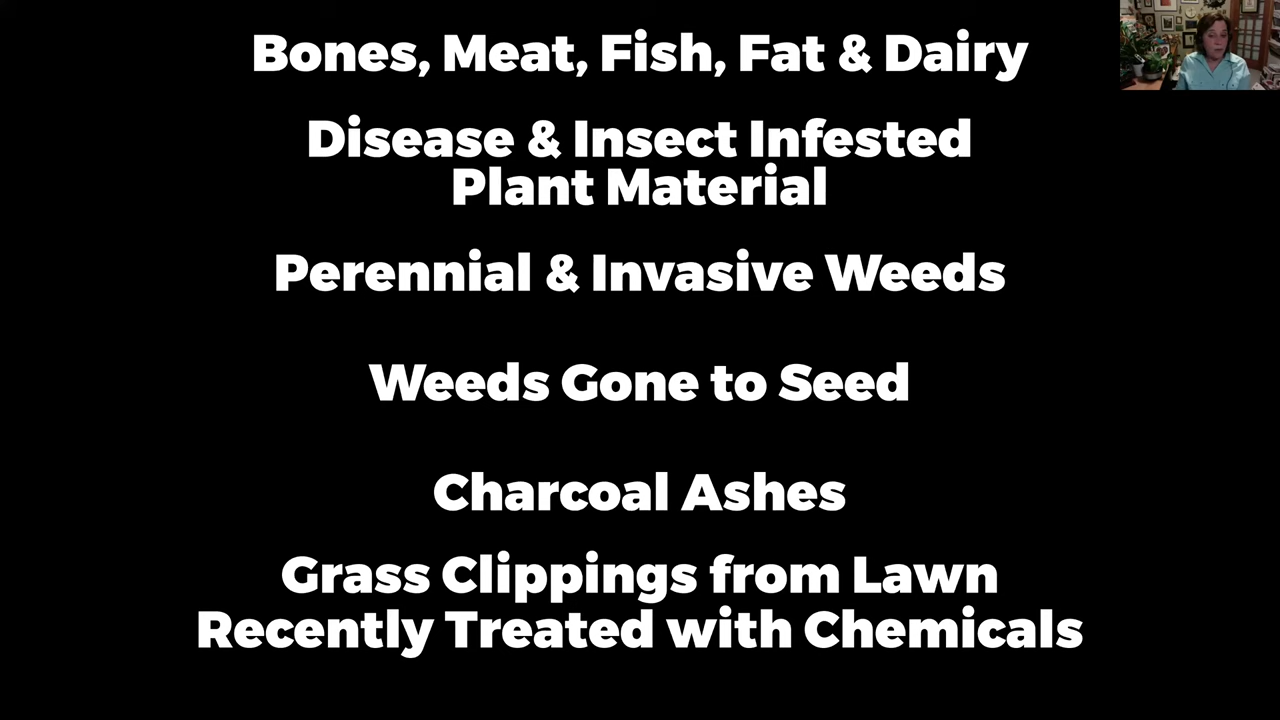 Bones, Meat, Fish, Fat & Dairy
Disease & Insect Infested
Plant Material
Perennial & Invasive Weeds
Weeds Gone to Seed
Charcoal Ashes
Grass Clippings from Lawn
Recently Treated with Chemicals